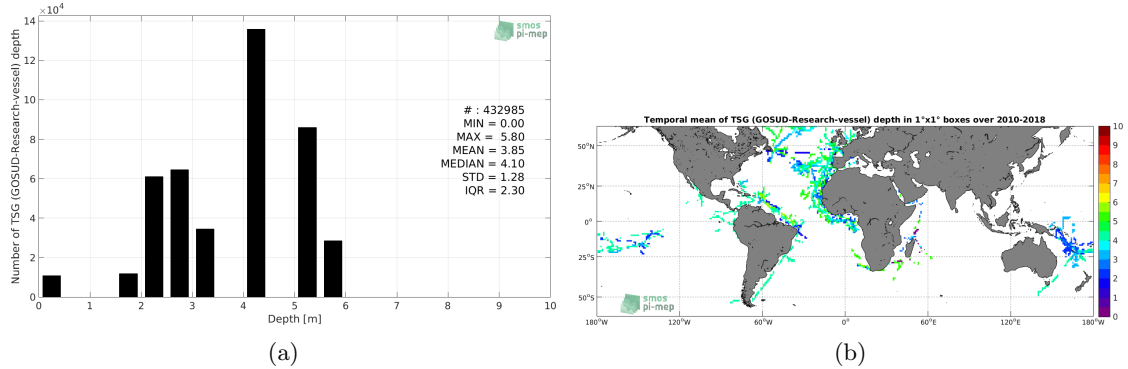 ×10⁴
14
12
10
8
6
4
2
0
Number of TSG (GOSUD-Research-vessel) depth
smos
pi-mep
# : 432985
MIN = 0.00
MAX = 5.80
MEAN = 3.85
MEDIAN = 4.10
STD = 1.28
IQR = 2.30
0 1 2 3 4 5 6 7 8 9 10
Depth [m]
(a)
Temporal mean of TSG (GOSUD-Research-vessel) depth in 1°x1° boxes over 2010-2018
50°N
25°N
0°
25°S
50°S
smos
pi-mep
180°W 120°W 60°W 0° 60°E 120°E 180°W
10
9
8
7
6
5
4
3
2
1
0
(b)